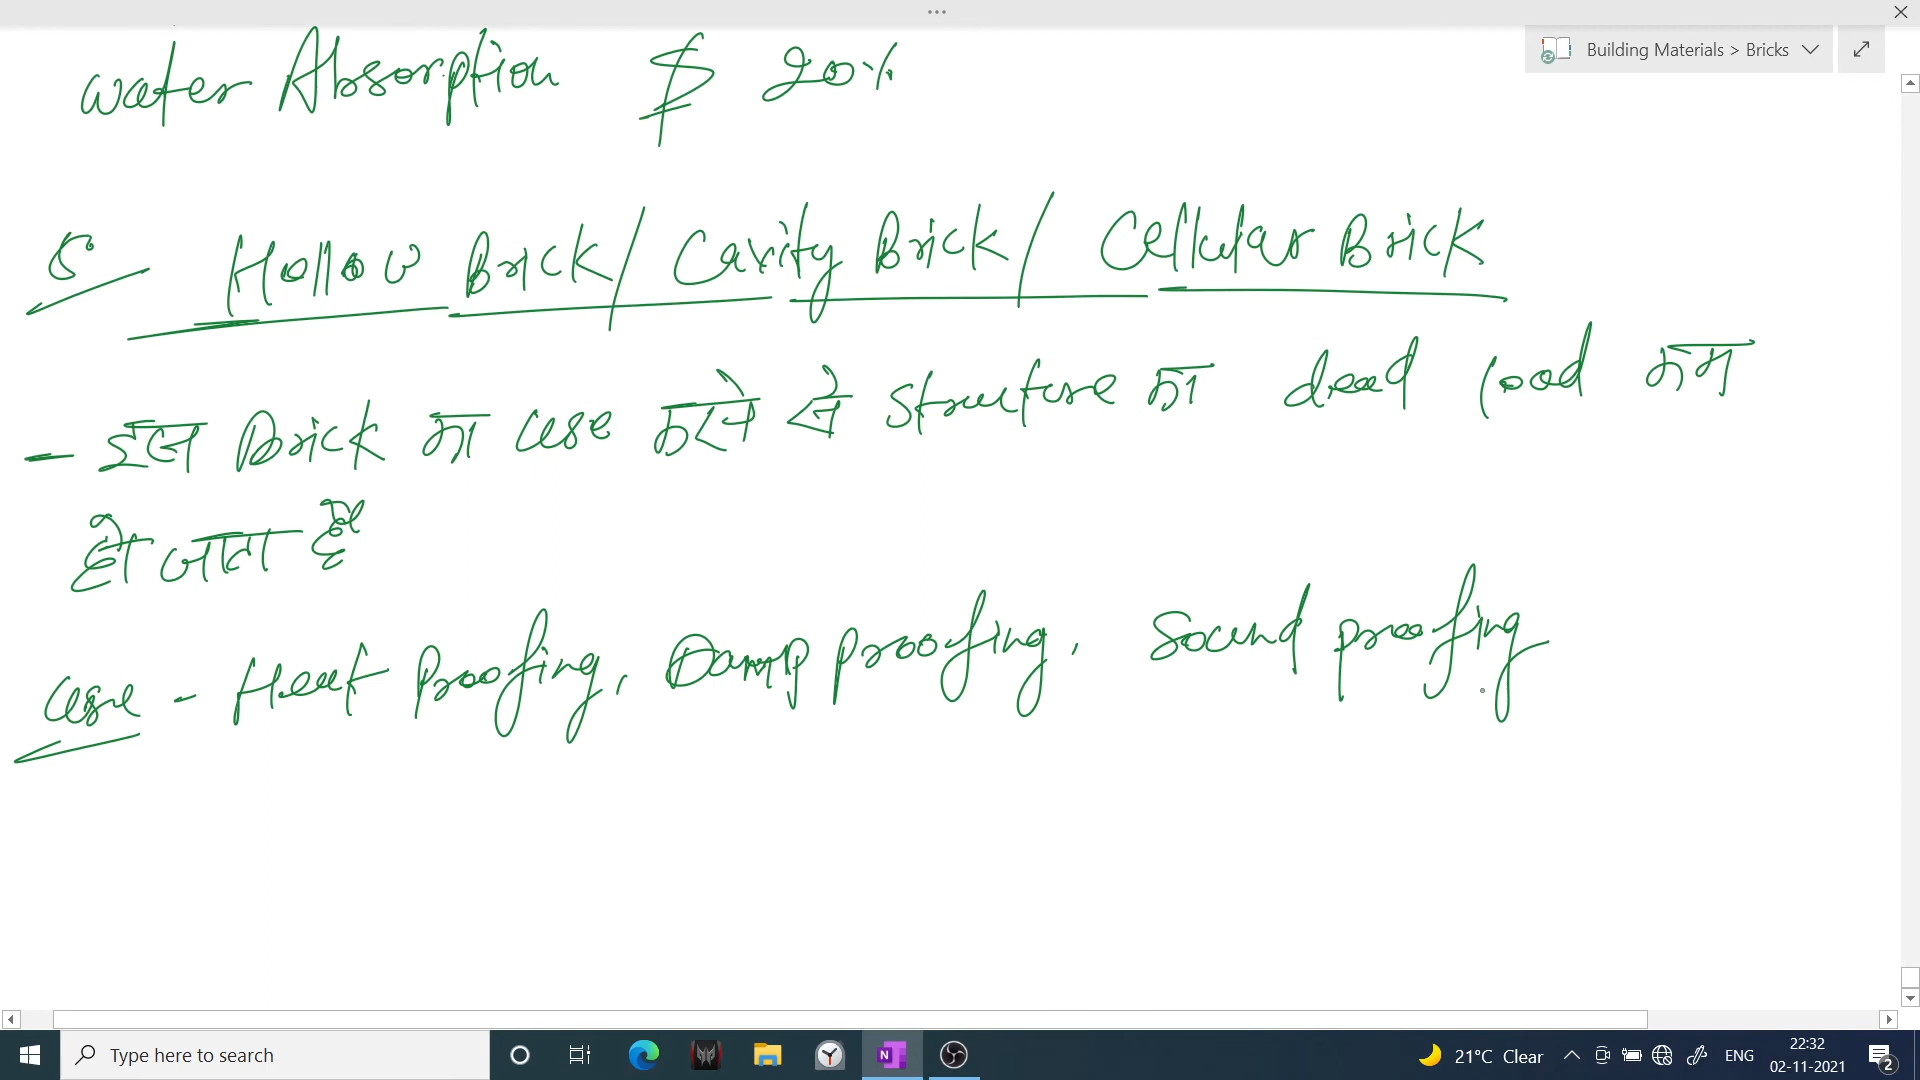 Building Materials > Bricks
Water Absorption ≯ 20%
5 Hollow Brick / Cavity Brick / Cellular Brick
- इस Brick का use करने से structure का dead load कम
हो जाता है
use - Heat Proofing, Damp proofing, Sound proofing
Type here to search
21°C Clear
ENG
22:32
02-11-2021
2